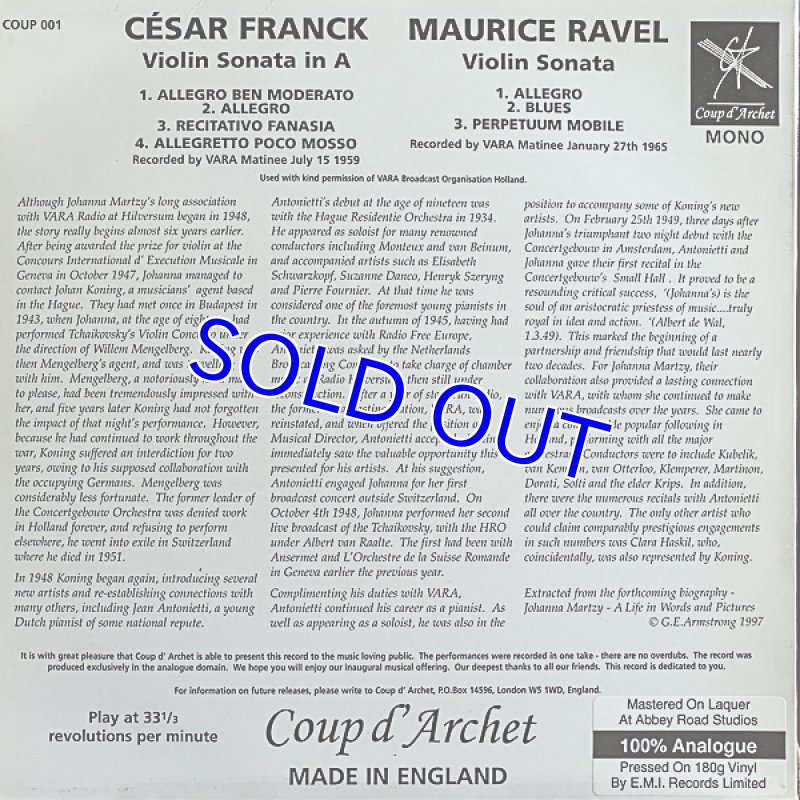 COUP 001
CÉSAR FRANCK
Violin Sonata in A
1. ALLEGRO BEN MODERATO
2. ALLEGRO
3. RECITATIVO FANASIA
4. ALLEGRETTO POCO MOSSO
Recorded by VARA Matinee July 15 1959
MAURICE RAVEL
Violin Sonata
1. ALLEGRO
2. BLUES
3. PERPETUUM MOBILE
Recorded by VARA Matinee January 27th 1965
Coup d'Archet
MONO
Used with kind permission of VARA Broadcast Organisation Holland.
Although Johanna Martzy's long association
with VARA Radio at Hilversum began in 1948,
the story really begins almost six years earlier.
After being awarded the prize for violin at the
Concours International d' Execution Musicale in
Geneva in October 1947, Johanna managed to
contact Johan Koning, a musicians' agent based
in the Hague. They had met once in Budapest in
1943, when Johanna, at the age of had
performed Tchaikovsky's Violin under
the direction of Willem Mengelberg.
then Mengelberg's agent, and was
with him. Mengelberg, a notoriously
to please, had been tremendously impressed with
her, and five years later Koning had not forgotten
the impact of that night's performance. However,
because he had continued to work throughout the
war, Koning suffered an interdiction for two
years, owing to his supposed collaboration with
the occupying Germans. Mengelberg was
considerably less fortunate. The former leader of
the Concertgebouw Orchestra was denied work
in Holland forever, and refusing to perform
elsewhere, he went into exile in Switzerland
where he died in 1951.
In 1948 Koning began again, introducing several
new artists and re-establishing connections with
many others, including Jean Antonietti, a young
Dutch pianist of some national repute.
Antonietti's debut at the age of nineteen was
with the Hague Residentie Orchestra in 1934.
He appeared as soloist for many renowned
conductors including Monteux and van Beinum,
and accompanied artists such as Elisabeth
Schwarzkopf, Suzanne Danco, Henryk Szeryng
and Pierre Fournier. At that time he was
considered one of the foremost young pianists in
the country. In the autumn of 1945, having had
major experience with Radio Free Europe,
Antonietti was asked by the Netherlands
to take charge of chamber
Radio then still under
After a year of
the former VARA, was
reinstated, and when offered the position of
Musical Director, Antonietti
immediately saw the valuable opportunity this
presented for his artists. At his suggestion,
Antonietti engaged Johanna for her first
broadcast concert outside Switzerland. On
October 4th 1948, Johanna performed her second
live broadcast of the Tchaikovsky, with the HRO
under Albert van Raalte. The first had been with
Ansermet and L'Orchestre de la Suisse Romande
in Geneva earlier the previous year.
Complimenting his duties with VARA,
Antonietti continued his career as a pianist. As
well as appearing as a soloist, he was also in the
position to accompany some of Koning's new
artists. On February 25th 1949, three days after
Johanna's triumphant two night debut with the
Concertgebouw in Amsterdam, Antonietti and
Johanna gave their first recital in the
Concertgebouw's Small Hall . It proved to be a
resounding critical success, '(Johanna's) is the
soul of an aristocratic priestess of music....truly
royal in idea and action. '(Albert de Wal,
1.3.49). This marked the beginning of a
partnership and friendship that would last nearly
two decades. For Johanna Martzy, their
collaboration also provided a lasting connection
with VARA, with whom she continued to make
broadcasts over the years. She came to
popular following in
performing with all the major
Conductors were to include Kubelik,
van Otterloo, Klemperer, Martinon,
Dorati, Solti and the elder Krips. In addition,
there were the numerous recitals with Antonietti
all over the country. The only other artist who
could claim comparably prestigious engagements
in such numbers was Clara Haskil, who,
coincidentally, was also represented by Koning.
Extracted from the forthcoming biography -
Johanna Martzy - A Life in Words and Pictures
© G.E.Armstrong 1997
SOLD OUT
It is with great pleasure that Coup d' Archet is able to present this record to the music loving public. The performances were recorded in one take - there are no overdubs. The record was
produced exclusively in the analogue domain. We hope you will enjoy our inaugural musical offering. Our deepest thanks to all our friends. This record is dedicated to you.
For information on future releases, please write to Coup d' Archet, P.O.Box 14596, London W5 1WD, England.
Play at 33 1/3
revolutions per minute
Coup d'Archet
MADE IN ENGLAND
Mastered On Laquer
At Abbey Road Studios
100% Analogue
Pressed On 180g Vinyl
By E.M.I. Records Limited